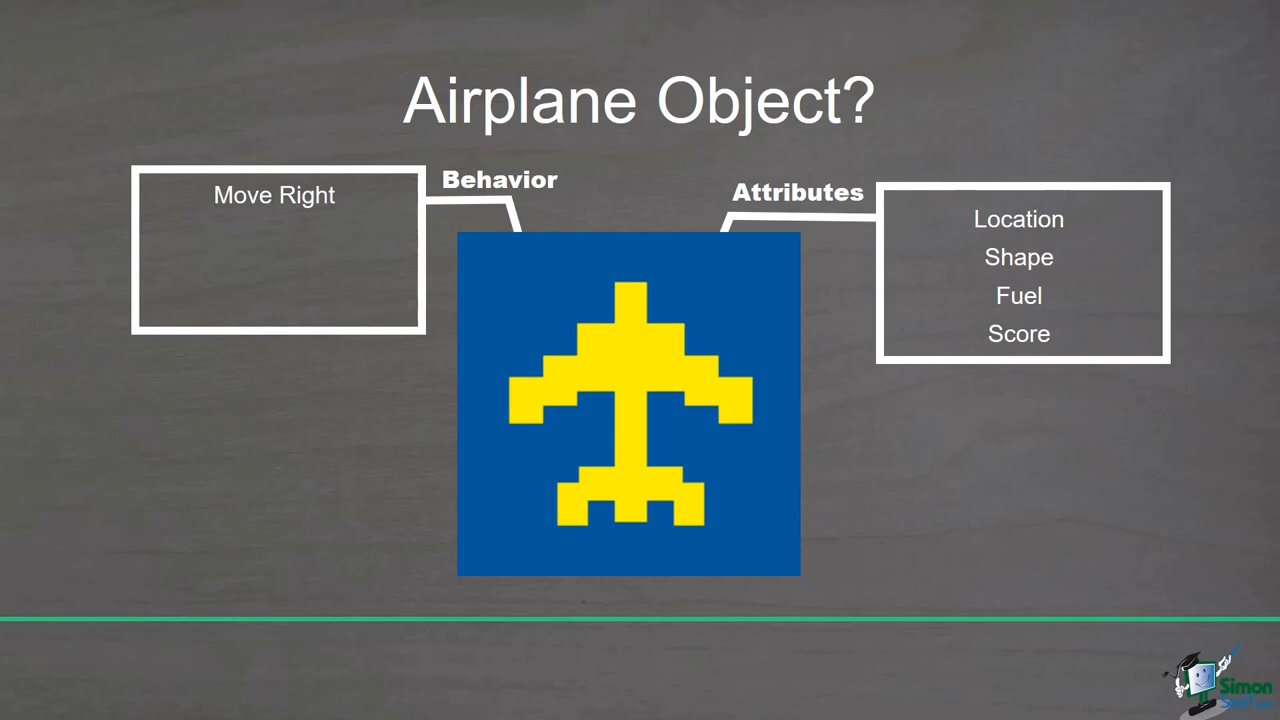 Airplane Object?
Behavior
Move Right
Attributes
Location
Shape
Fuel
Score
Simon